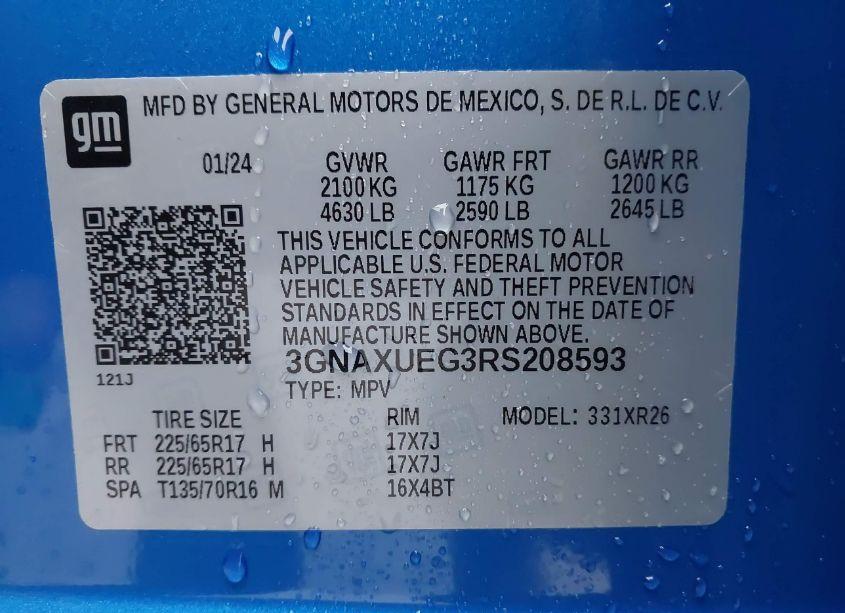 gm
MFD BY GENERAL MOTORS DE MEXICO, S. DE R.L. DE C.V.
01/24 GVWR GAWR FRT GAWR RR
2100 KG 1175 KG 1200 KG
4630 LB 2590 LB 2645 LB
THIS VEHICLE CONFORMS TO ALL
APPLICABLE U.S. FEDERAL MOTOR
VEHICLE SAFETY AND THEFT PREVENTION
STANDARDS IN EFFECT ON THE DATE OF
MANUFACTURE SHOWN ABOVE.
3GNAXUEG3RS208593
121J
TYPE: MPV
TIRE SIZE RIM MODEL: 331XR26
FRT 225/65R17 H 17X7J
RR 225/65R17 H 17X7J
SPA T135/70R16 M 16X4BT